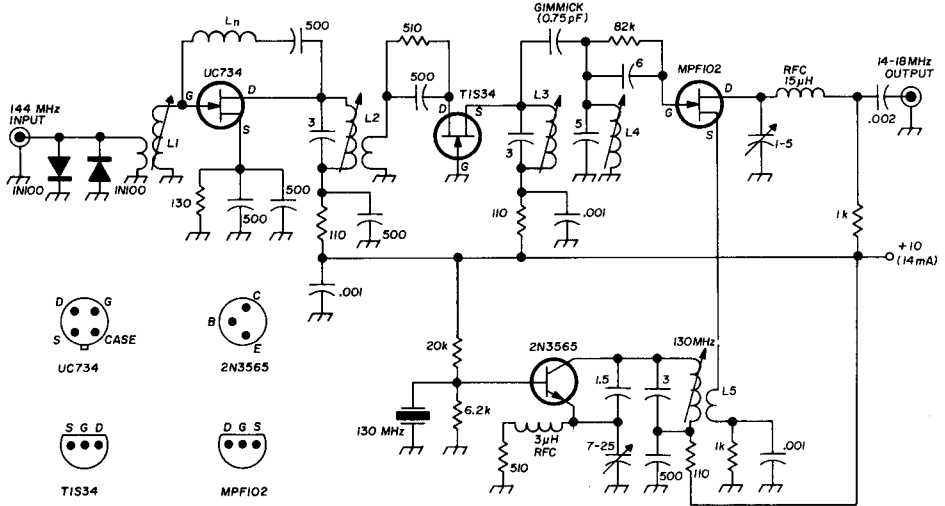 GIMMICK
(0.75pF)
Ln
500
510
82k
UC734
6
MPF102
RFC
15µH
14-18MHz
OUTPUT
144 MHz
INPUT
G
D
S
L1
3
L2
500
TIS34
D
S
G
L3
3
5
L4
G
D
S
1-5
.002
IN100
IN100
130
500
500
110
500
110
.001
1k
+10
(14mA)
.001
D
G
S
CASE
UC734
C
B
E
2N3565
20k
2N3565
130MHz
1.5
3
L5
6.2k
130 MHz
3µH
RFC
7-25
510
500
110
1k
.001
S G D
TIS34
D G S
MPF102